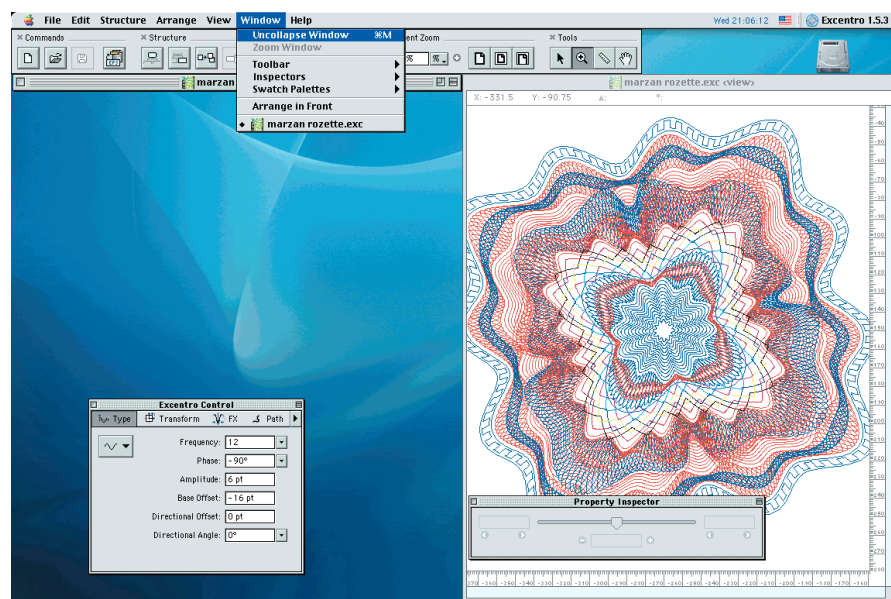 File Edit Structure Arrange View Window Help Wed 21:06:12 Excentro 1.5.3
Commands Structure ent Zoom Tools
Uncollapse Window ⌘M
Zoom Window
Toolbar
Inspectors
Swatch Palettes
Arrange in Front
marzan rozette.exc
marzan
marzan rozette.exc <view>
X: -331.5 Y: -90.75
Excentro Control
Type Transform FX Path
Frequency: 12
Phase: -90°
Amplitude: 6 pt
Base Offset: -16 pt
Directional Offset: 0 pt
Directional Angle: 0°
Property Inspector